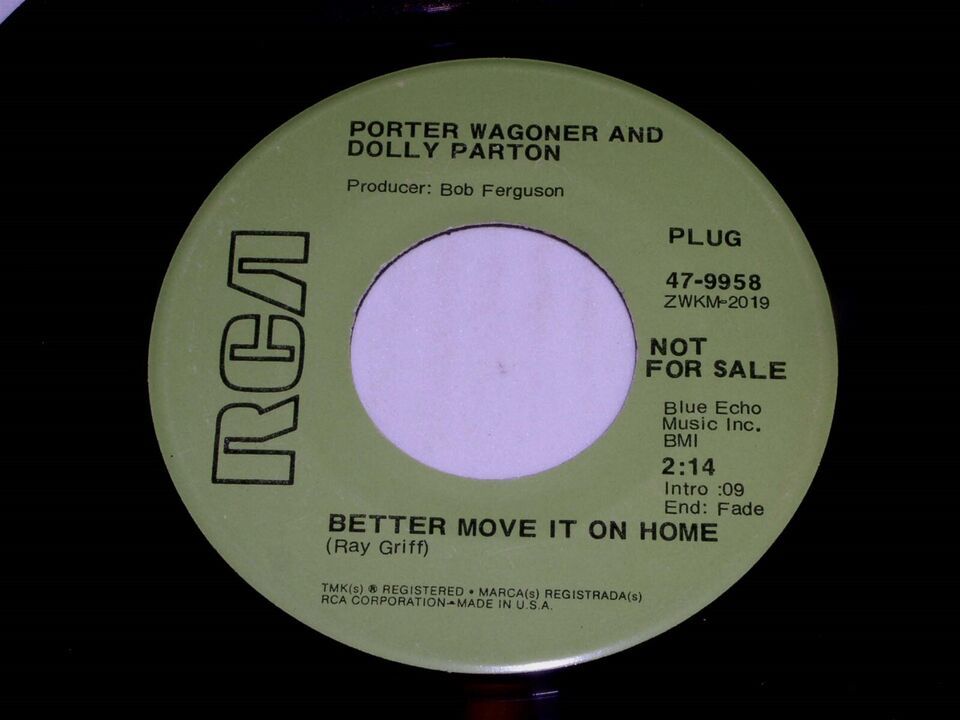 PORTER WAGONER AND
DOLLY PARTON
Producer: Bob Ferguson
RCA
PLUG
47-9958
ZWKM-2019
NOT
FOR SALE
Blue Echo
Music Inc.
BMI
2:14
Intro :09
End: Fade
BETTER MOVE IT ON HOME
(Ray Griff)
TMK(s) ® REGISTERED • MARCA(s) REGISTRADA(s)
RCA CORPORATION—MADE IN U.S.A.